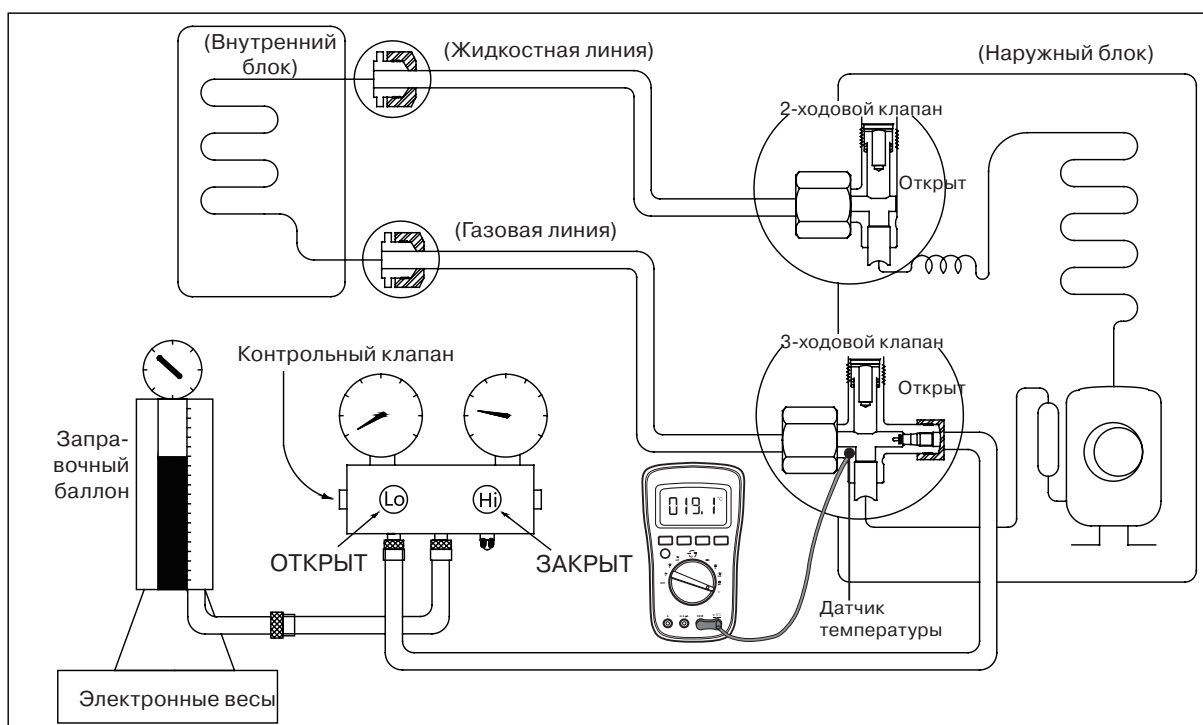 (Внутренний
блок)
(Жидкостная линия)
(Наружный блок)
2-ходовой клапан
Открыт
(Газовая линия)
3-ходовой клапан
Открыт
Контрольный клапан
Запра-
вочный
баллон
Lo
Hi
019.1 °C
ОТКРЫТ
ЗАКРЫТ
Датчик
температуры
Электронные весы